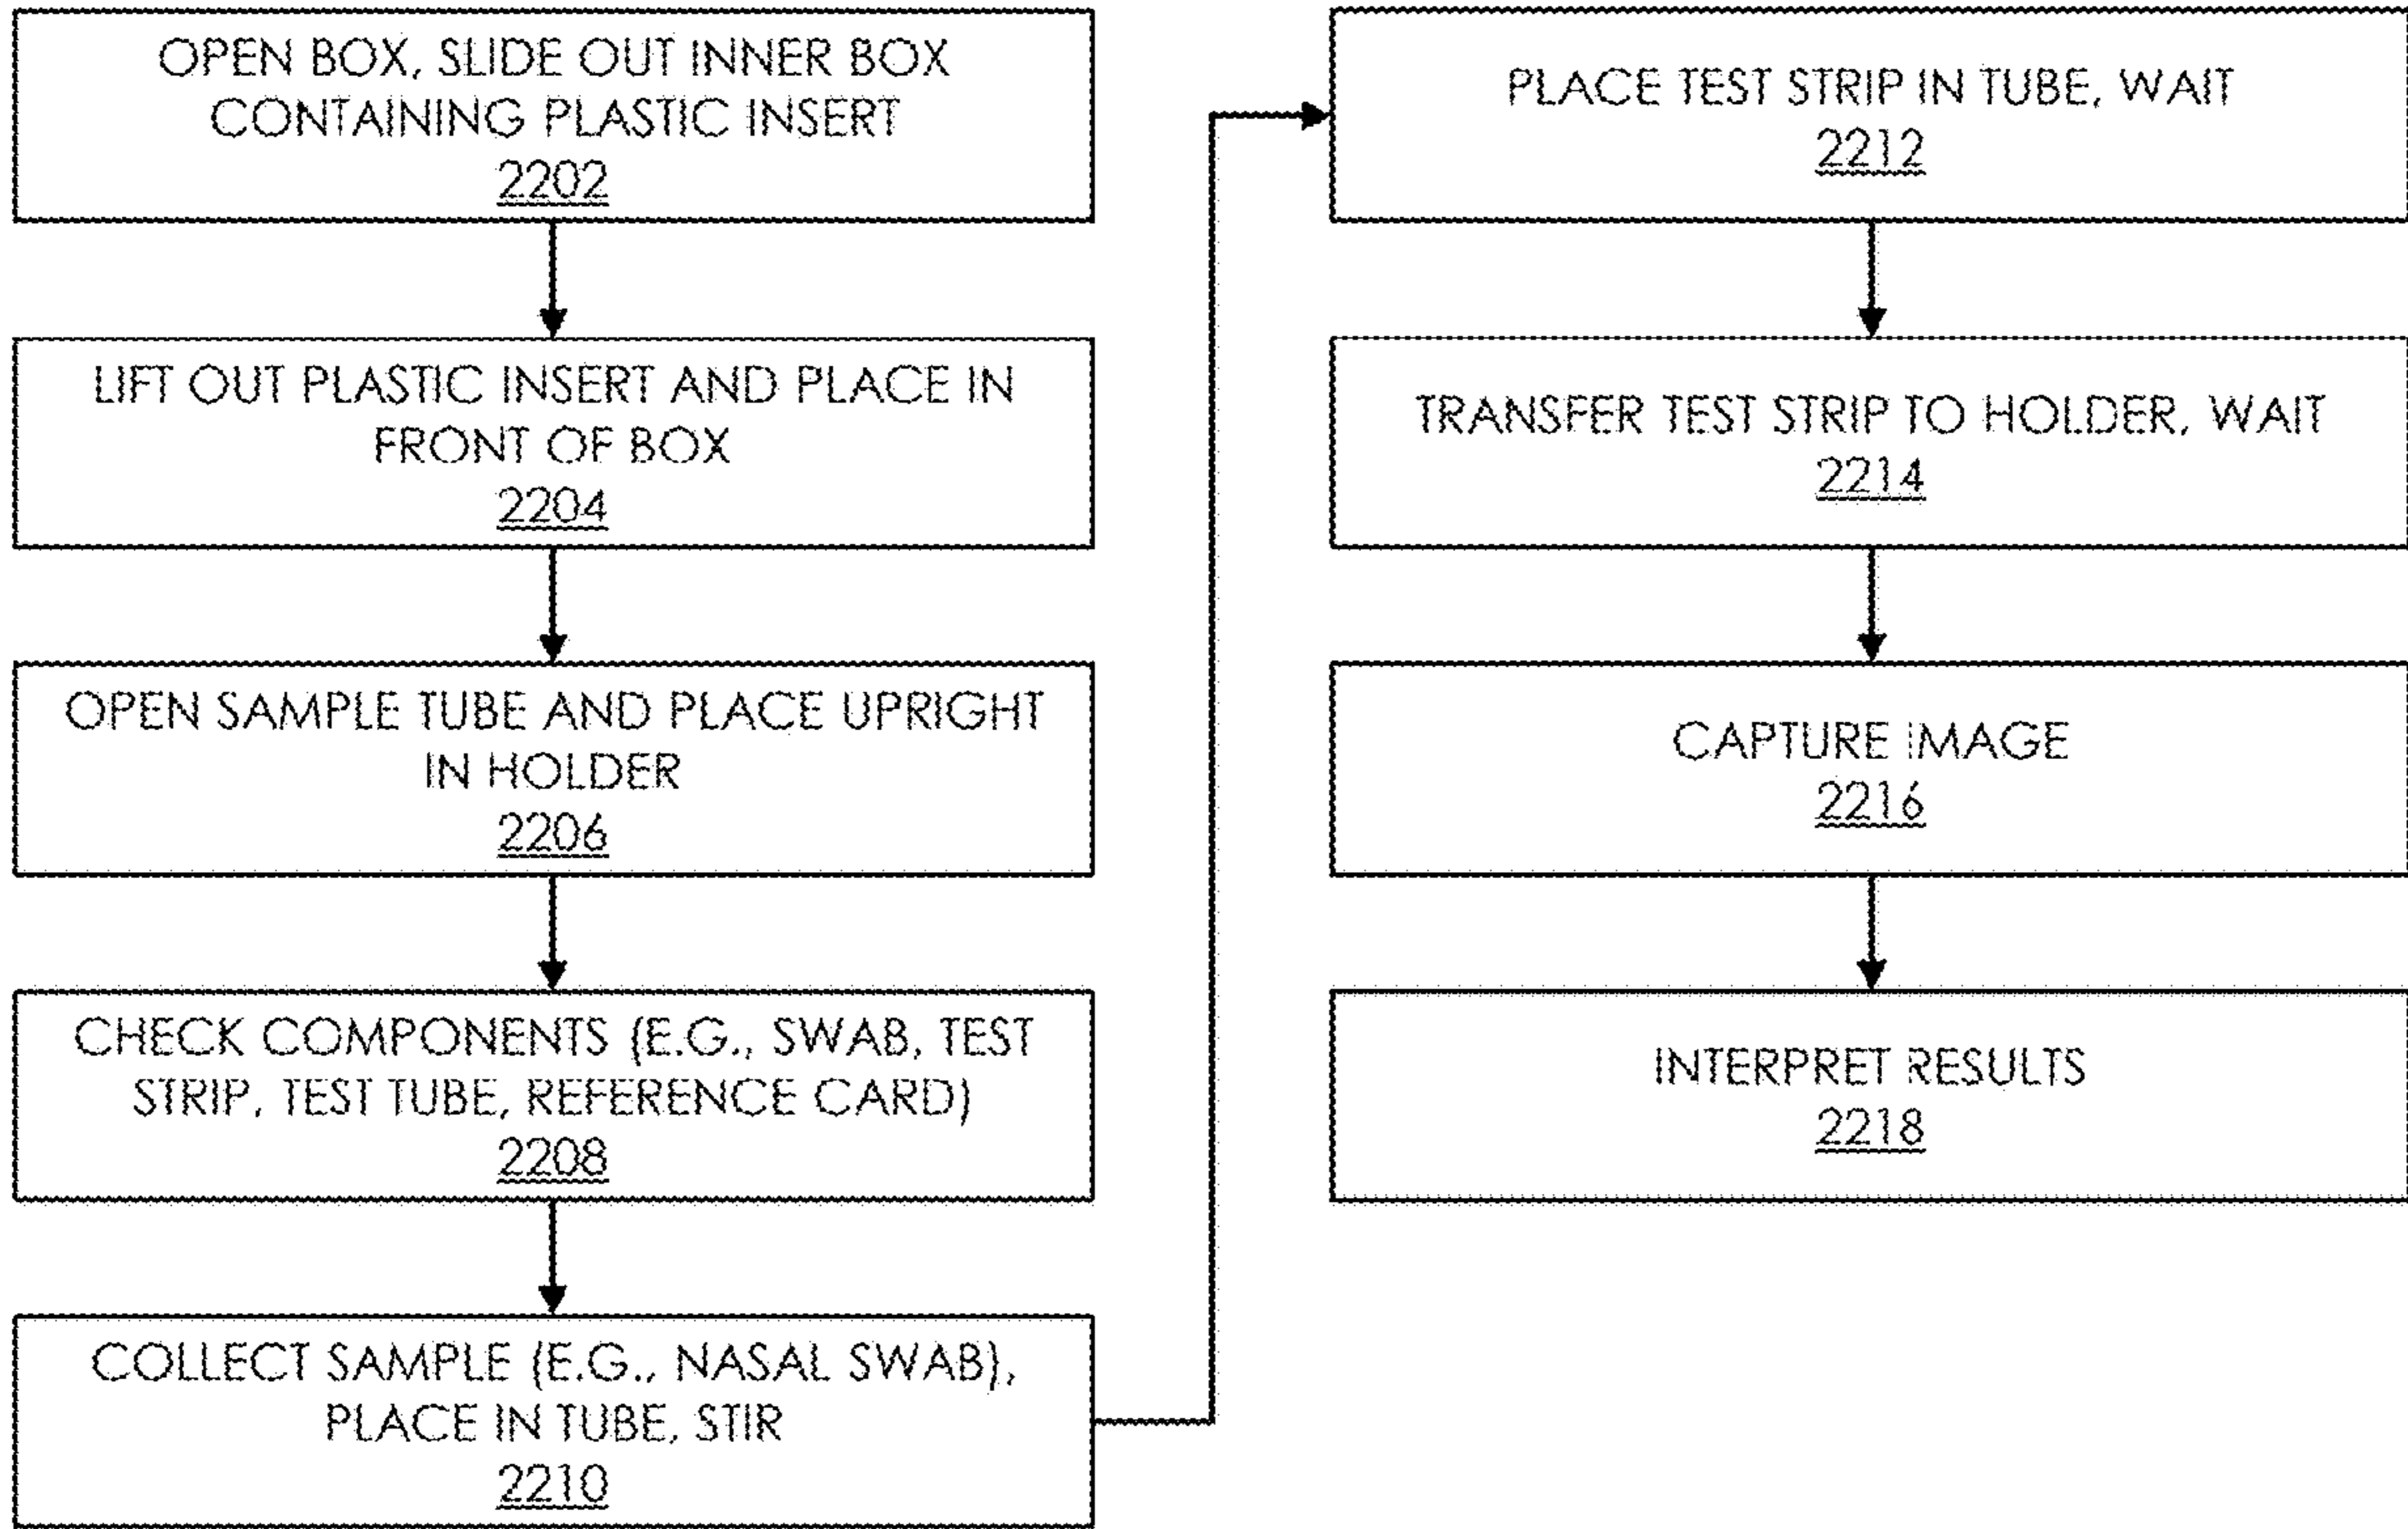 OPEN BOX, SLIDE OUT INNER BOX
CONTAINING PLASTIC INSERT
2202
LIFT OUT PLASTIC INSERT AND PLACE IN
FRONT OF BOX
2204
OPEN SAMPLE TUBE AND PLACE UPRIGHT
IN HOLDER
2206
CHECK COMPONENTS (E.G., SWAB, TEST
STRIP, TEST TUBE, REFERENCE CARD)
2208
COLLECT SAMPLE (E.G., NASAL SWAB),
PLACE IN TUBE, STIR
2210
PLACE TEST STRIP IN TUBE, WAIT
2212
TRANSFER TEST STRIP TO HOLDER, WAIT
2214
CAPTURE IMAGE
2216
INTERPRET RESULTS
2218